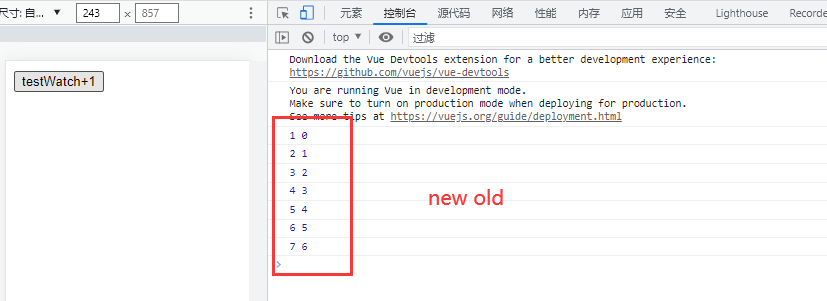 尺寸: 自... ▼ 243 × 857
元素 控制台 源代码 网络 性能 内存 应用 安全 Lighthouse Recorde
top ▼ 过滤
testWatch+1
Download the Vue Devtools extension for a better development experience:
https://github.com/vuejs/vue-devtools
You are running Vue in development mode.
Make sure to turn on production mode when deploying for production.
See more tips at https://vuejs.org/guide/deployment.html
1 0
2 1
3 2
4 3
5 4
6 5
7 6
new old